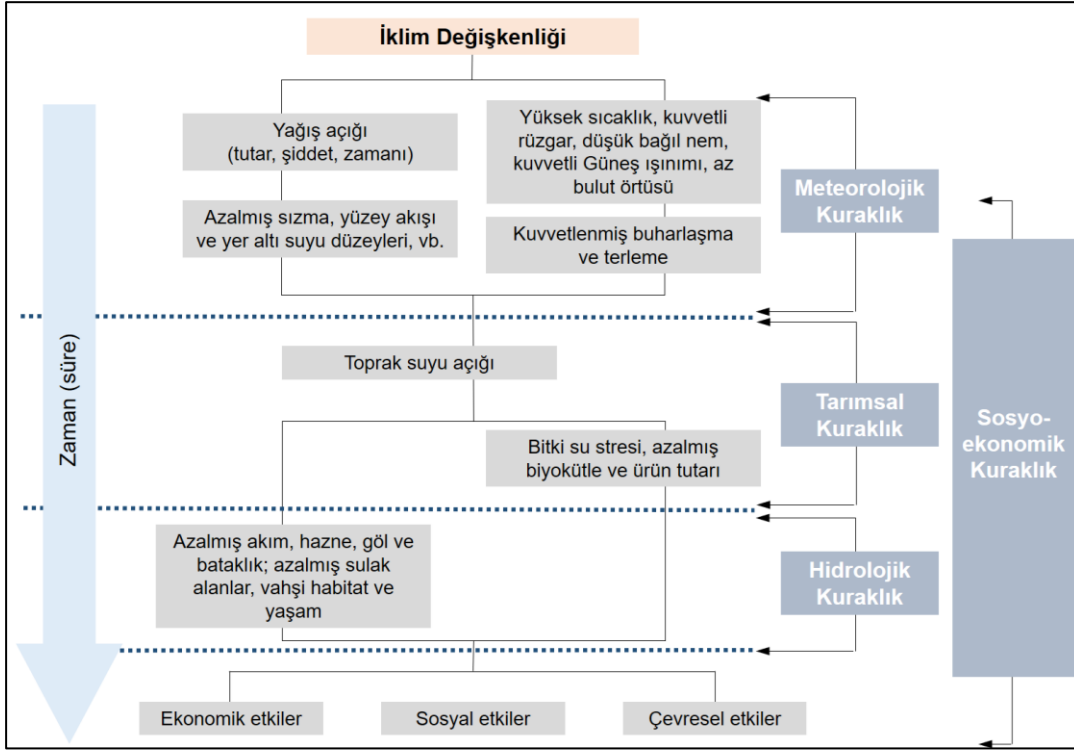 İklim Değişkenliği
Zaman (süre)
Yağış açığı
(tutar, şiddet, zamanı)
Yüksek sıcaklık, kuvvetli
rüzgar, düşük bağıl nem,
kuvvetli Güneş ışınımı, az
bulut örtüsü
Azalmış sızma, yüzey akışı
ve yer altı suyu düzeyleri, vb.
Kuvvetlenmiş buharlaşma
ve terleme
Meteorolojik
Kuraklık
Toprak suyu açığı
Bitki su stresi, azalmış
biyokütle ve ürün tutarı
Tarımsal
Kuraklık
Sosyo-
ekonomik
Kuraklık
Azalmış akım, hazne, göl ve
bataklık; azalmış sulak
alanlar, vahşi habitat ve
yaşam
Hidrolojik
Kuraklık
Ekonomik etkiler
Sosyal etkiler
Çevresel etkiler